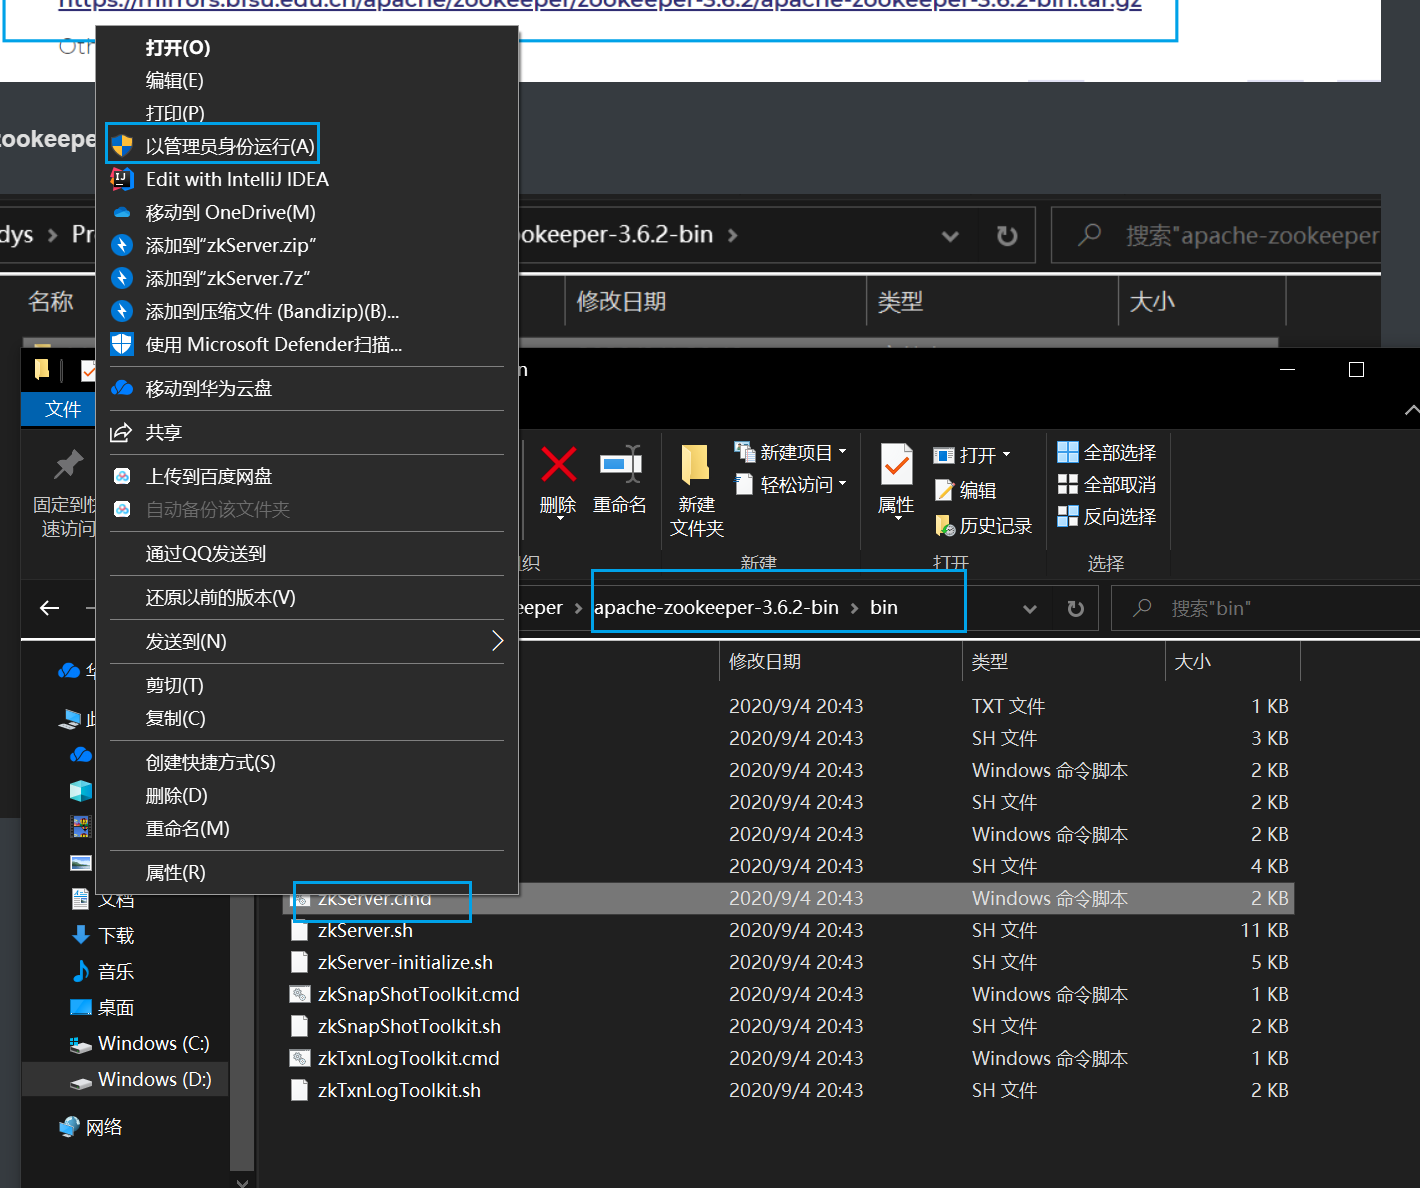 https://mirrors.bfsu.edu.cn/apache/zookeeper/zookeeper-3.6.2/apache-zookeeper-3.6.2-bin.tar.gz
Oth
打开(O)
编辑(E)
打印(P)
以管理员身份运行(A)
Edit with IntelliJ IDEA
移动到 OneDrive(M)
添加到“zkServer.zip”
添加到“zkServer.7z”
添加到压缩文件 (Bandizip)(B)...
使用 Microsoft Defender扫描...
移动到华为云盘
共享
上传到百度网盘
自动备份该文件夹
通过QQ发送到
还原以前的版本(V)
发送到(N)
剪切(T)
复制(C)
创建快捷方式(S)
删除(D)
重命名(M)
属性(R)
zookeepe
dys > Pr
ookeeper-3.6.2-bin >
搜索"apache-zookeeper
名称
修改日期
类型
大小
n
文件
固定到快
速访问
删除
重命名
新建
文件夹
新建项目
轻松访问
属性
打开
编辑
历史记录
全部选择
全部取消
反向选择
织
新建
打开
选择
eeper > apache-zookeeper-3.6.2-bin > bin
搜索"bin"
修改日期
类型
大小
2020/9/4 20:43 TXT 文件 1 KB
2020/9/4 20:43 SH 文件 3 KB
2020/9/4 20:43 Windows 命令脚本 2 KB
2020/9/4 20:43 SH 文件 2 KB
2020/9/4 20:43 Windows 命令脚本 2 KB
2020/9/4 20:43 SH 文件 4 KB
zkServer.cmd 2020/9/4 20:43 Windows 命令脚本 2 KB
zkServer.sh 2020/9/4 20:43 SH 文件 11 KB
zkServer-initialize.sh 2020/9/4 20:43 SH 文件 5 KB
zkSnapShotToolkit.cmd 2020/9/4 20:43 Windows 命令脚本 1 KB
zkSnapShotToolkit.sh 2020/9/4 20:43 SH 文件 2 KB
zkTxnLogToolkit.cmd 2020/9/4 20:43 Windows 命令脚本 1 KB
zkTxnLogToolkit.sh 2020/9/4 20:43 SH 文件 2 KB
文档
下载
音乐
桌面
Windows (C:)
Windows (D:)
网络